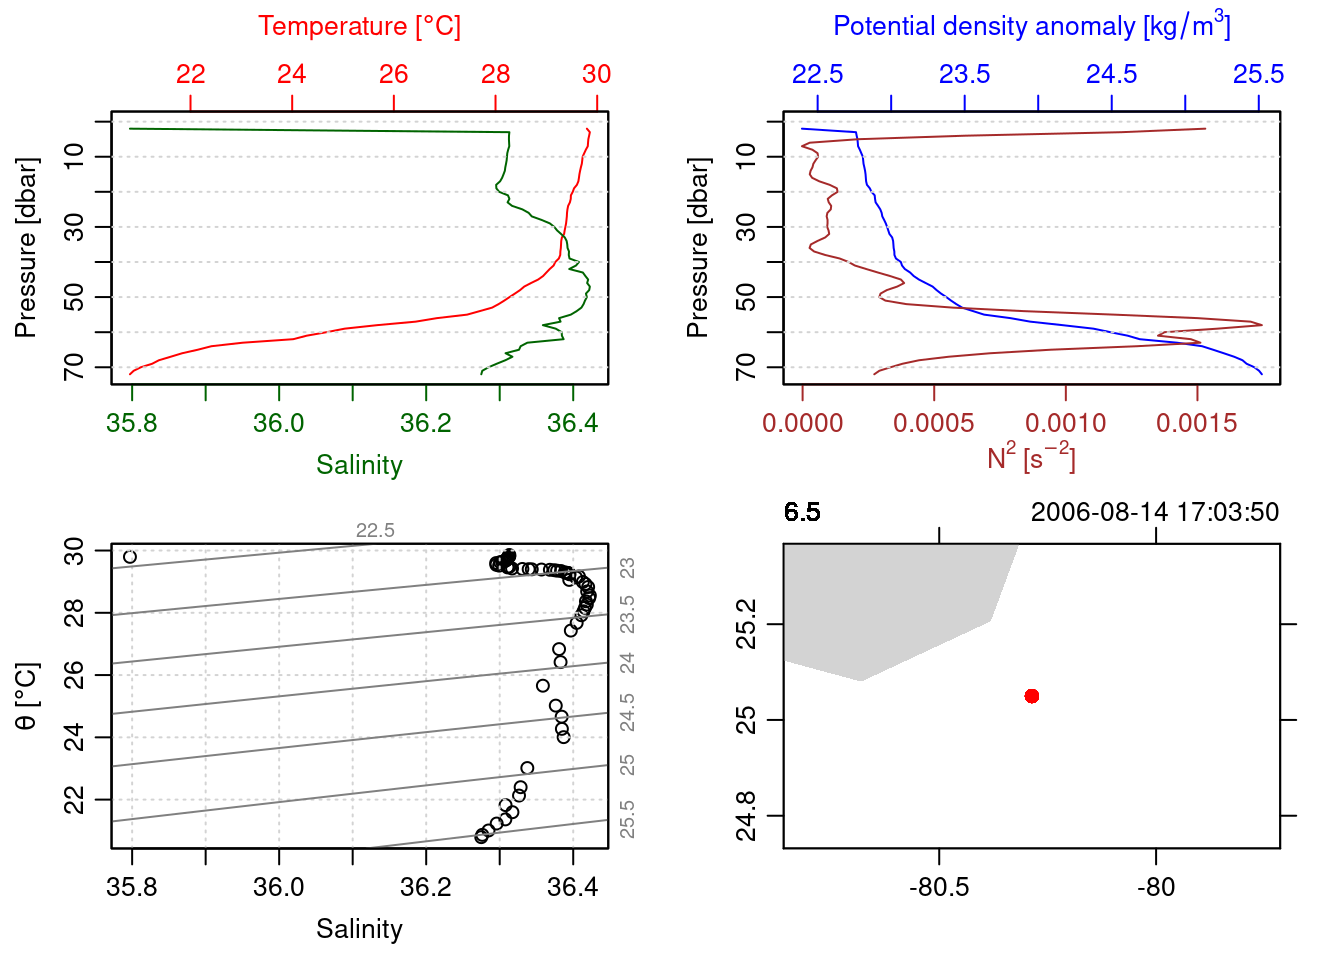 Temperature [°C]
22 24 26 28 30
Pressure [dbar]
10 30 50 70
35.8 36.0 36.2 36.4
Salinity
Potential density anomaly [kg/m³]
22.5 23.5 24.5 25.5
Pressure [dbar]
10 30 50 70
0.0000 0.0005 0.0010 0.0015
N² [s⁻²]
22.5
θ [°C]
30 28 26 24 22
23 23.5 24 24.5 25 25.5
35.8 36.0 36.2 36.4
Salinity
6.5 2006-08-14 17:03:50
25.2 25 24.8
-80.5 -80